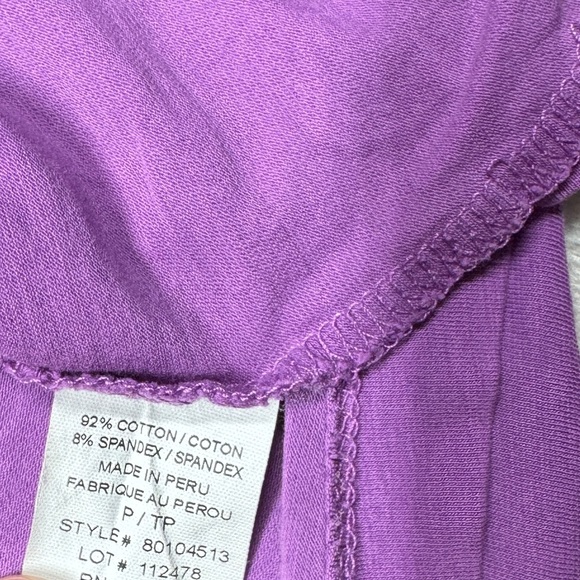 92% COTTON / COTON
8% SPANDEX / SPANDEX
MADE IN PERU
FABRIQUE AU PEROU
P / TP
STYLE# 80104513
LOT# 112478